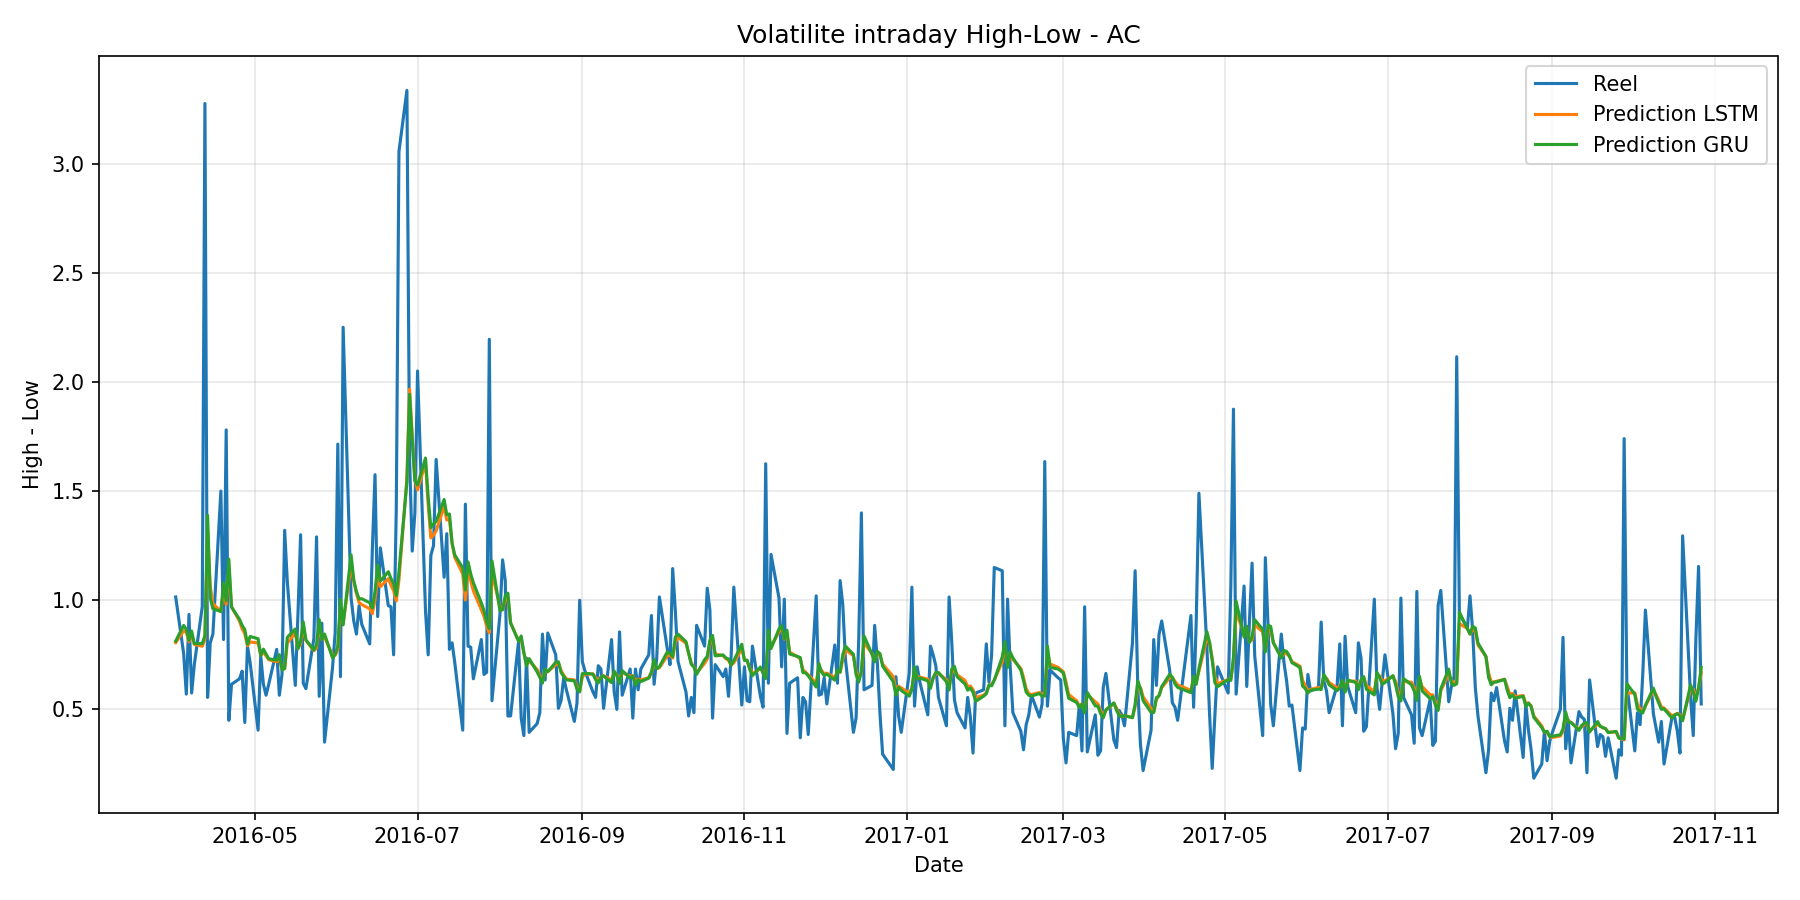 Volatilite intraday High-Low - AC
Reel
Prediction LSTM
Prediction GRU
High - Low
3.0
2.5
2.0
1.5
1.0
0.5
2016-05 2016-07 2016-09 2016-11 2017-01 2017-03 2017-05 2017-07 2017-09 2017-11
Date